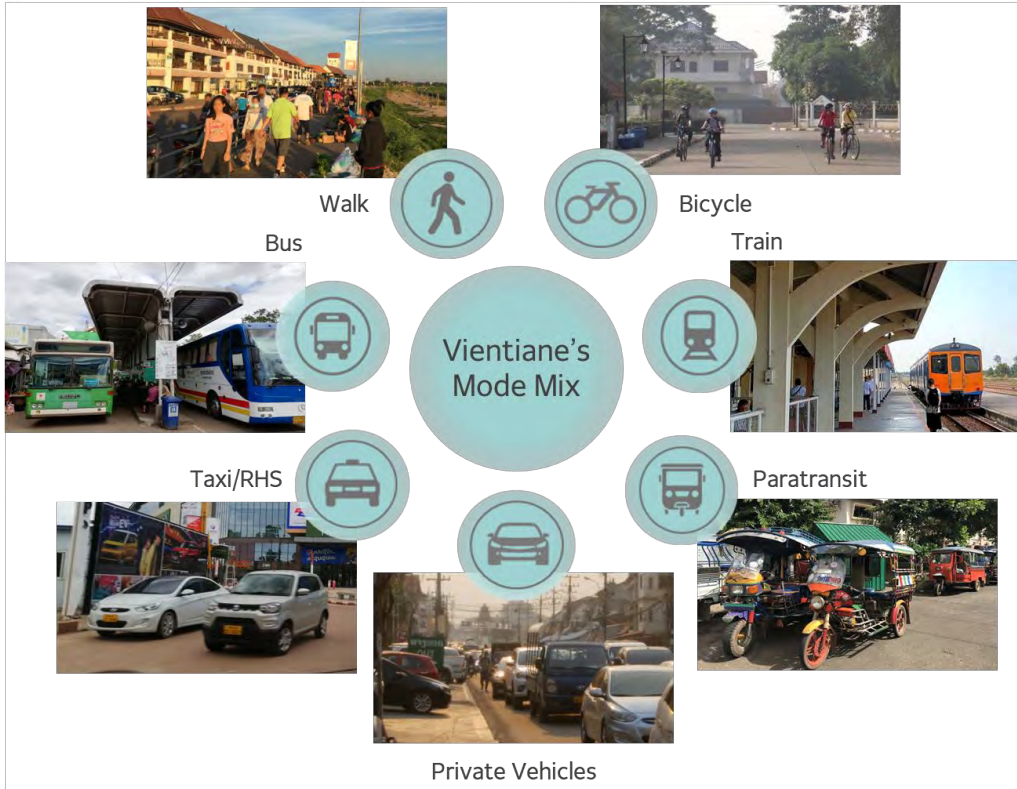 Walk
Bicycle
Bus
Train
Vientiane's
Mode Mix
Taxi/RHS
Paratransit
Private Vehicles